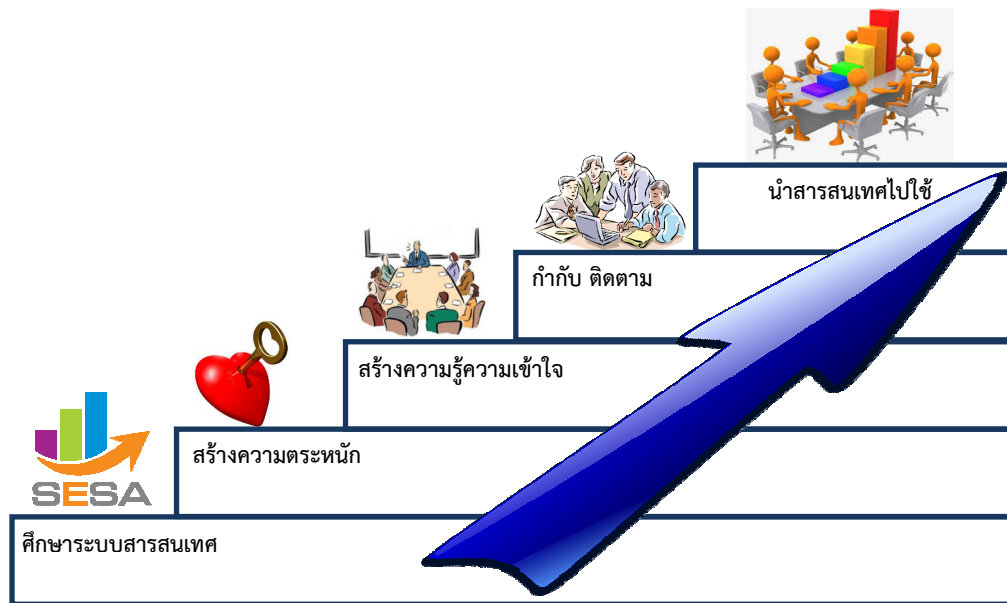 นำสารสนเทศไปใช้
กำกับ ติดตาม
สร้างความรู้ความเข้าใจ
สร้างความตระหนัก
SESA
ศึกษาระบบสารสนเทศ